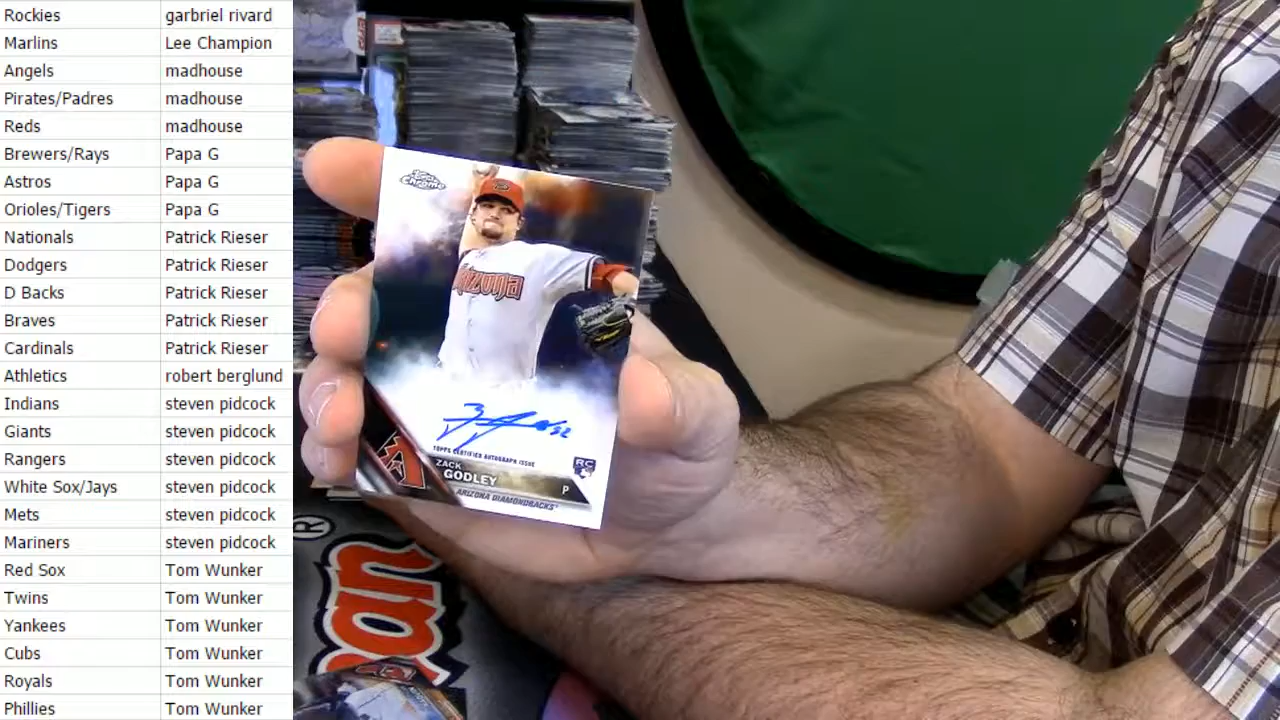 Rockies garbriel rivard
Marlins Lee Champion
Angels madhouse
Pirates/Padres madhouse
Reds madhouse
Brewers/Rays Papa G
Astros Papa G
Orioles/Tigers Papa G
Nationals Patrick Rieser
Dodgers Patrick Rieser
D Backs Patrick Rieser
Braves Patrick Rieser
Cardinals Patrick Rieser
Athletics robert berglund
Indians steven pidcock
Giants steven pidcock
Rangers steven pidcock
White Sox/Jays steven pidcock
Mets steven pidcock
Mariners steven pidcock
Red Sox Tom Wunker
Twins Tom Wunker
Yankees Tom Wunker
Cubs Tom Wunker
Royals Tom Wunker
Phillies Tom Wunker
Topps
Chrome
Arizona
TOPPS CERTIFIED AUTOGRAPH ISSUE
RC
ZACK
GODLEY
P
ARIZONA DIAMONDBACKS
®
an